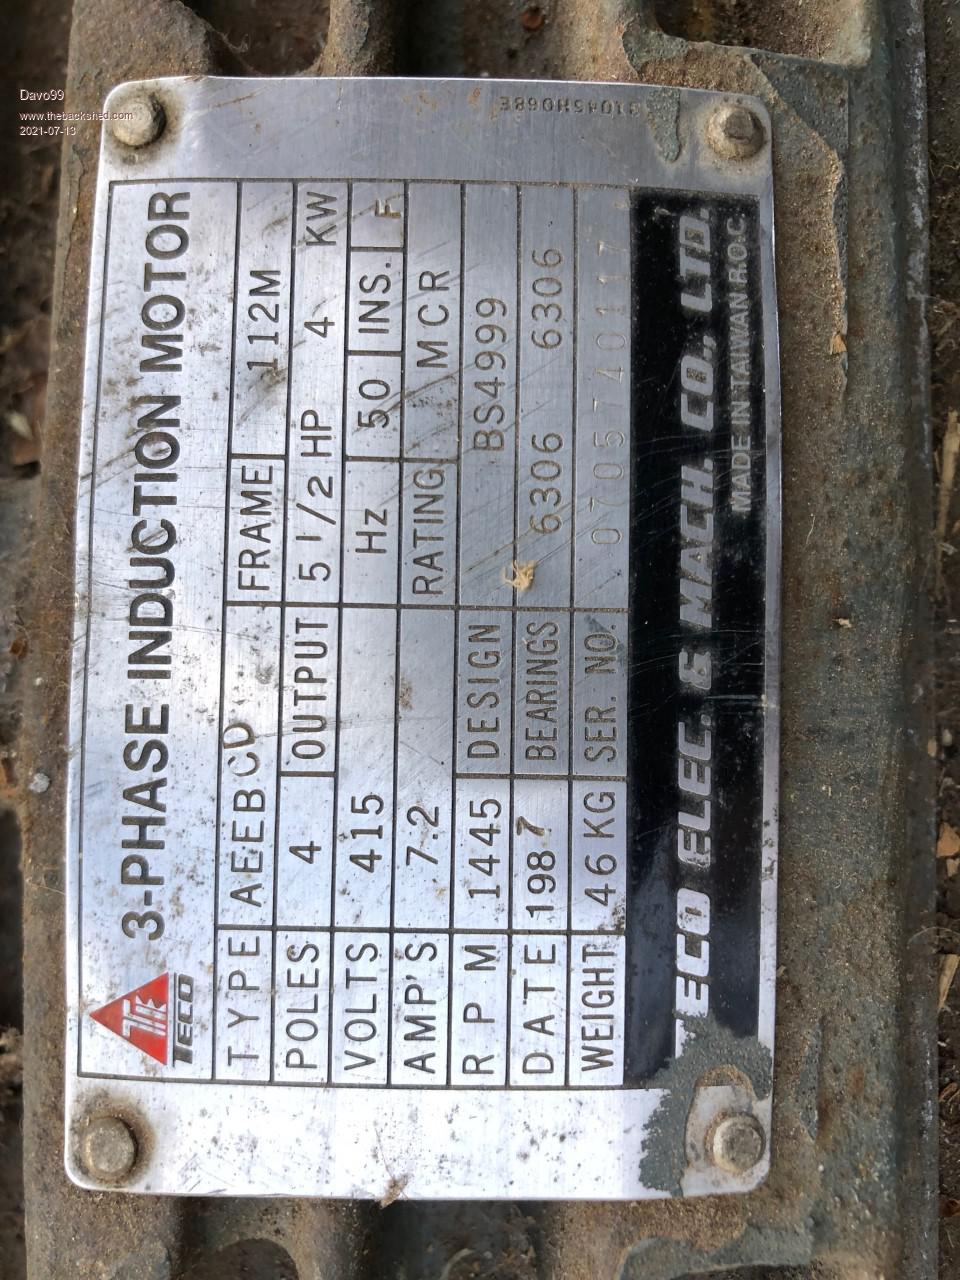 Davo99
www.thebackshed.com
2021-07-13
TECO
3-PHASE INDUCTION MOTOR
TYPE AEEBCD FRAME 112M
POLES 4 OUTPUT 5 1/2 HP 4 KW
VOLTS 415 Hz 50 INS. F
AMP'S 7.2 RATING MCR
RPM 1445 DESIGN BS4999
DATE 1987 BEARINGS 6306 6306
WEIGHT 46 KG SER. NO.
ECO ELEC. & MACH. CO., LTD.
MADE IN TAIWAN R.O.C.